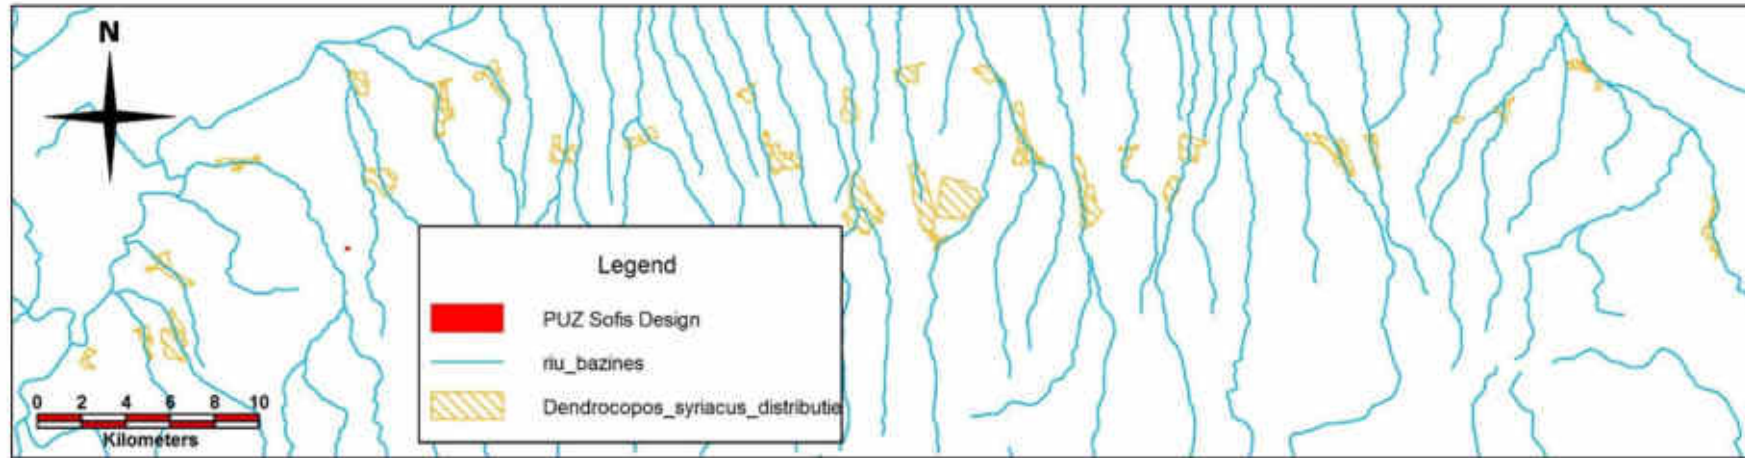 N
Legend
PUZ Sofis Design
riu_bazines
Dendrocopos_syriacus_distributie
0 2 4 6 8 10
Kilometers